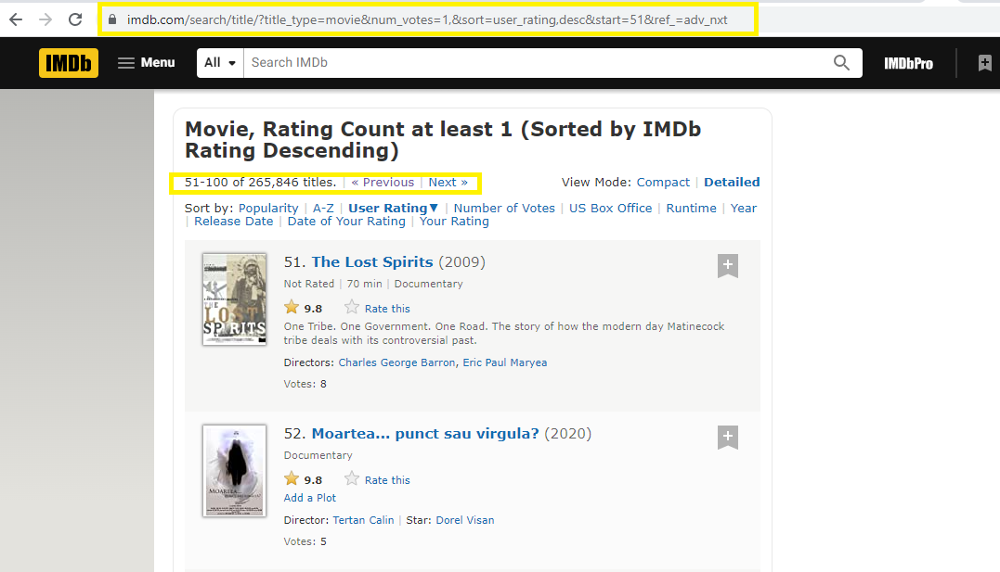 imdb.com/search/title/?title_type=movie&num_votes=1,&sort=user_rating,desc&start=51&ref_=adv_nxt
IMDb Menu All Search IMDb IMDbPro
Movie, Rating Count at least 1 (Sorted by IMDb
Rating Descending)
51-100 of 265,846 titles. | « Previous | Next » View Mode: Compact | Detailed
Sort by: Popularity | A-Z | User Rating▼ | Number of Votes | US Box Office | Runtime | Year
| Release Date | Date of Your Rating | Your Rating
THE
LOST
SPIRITS
51. The Lost Spirits (2009)
Not Rated | 70 min | Documentary
9.8 Rate this
One Tribe. One Government. One Road. The story of how the modern day Matinecock
tribe deals with its controversial past.
Directors: Charles George Barron, Eric Paul Maryea
Votes: 8
MOARTEA...
52. Moartea... punct sau virgula? (2020)
Documentary
9.8 Rate this
Add a Plot
Director: Tertan Calin | Star: Dorel Visan
Votes: 5